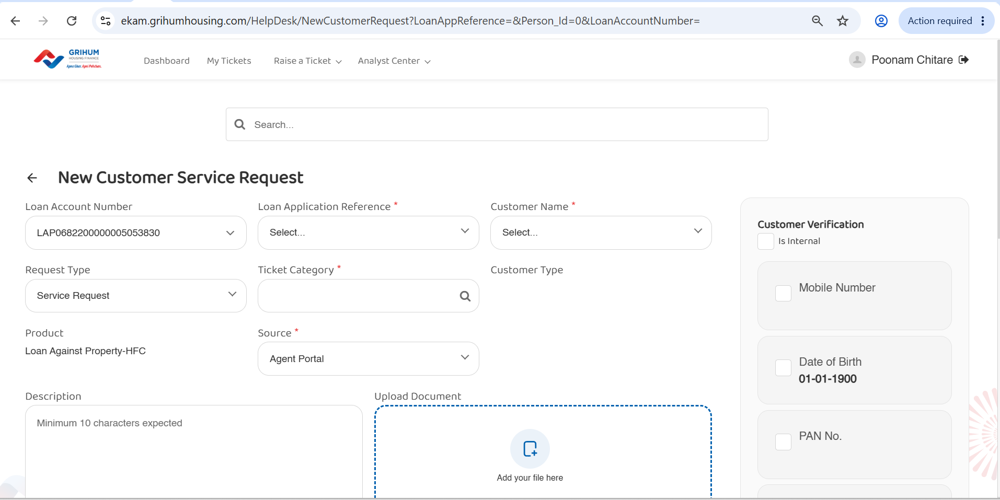 ekam.grihumhousing.com/HelpDesk/NewCustomerRequest?LoanAppReference=&Person_Id=0&LoanAccountNumber=
Action required
GRIHUM
HOUSING FINANCE
Apna Ghar. Apni Pehchan.
Dashboard
My Tickets
Raise a Ticket
Analyst Center
Poonam Chitare
Search...
New Customer Service Request
Loan Account Number
Loan Application Reference *
Customer Name *
LAP0682200000005053830
Select...
Select...
Request Type
Ticket Category *
Customer Type
Service Request
Product
Source *
Loan Against Property-HFC
Agent Portal
Description
Upload Document
Minimum 10 characters expected
Add your file here
Customer Verification
Is Internal
Mobile Number
Date of Birth
01-01-1900
PAN No.